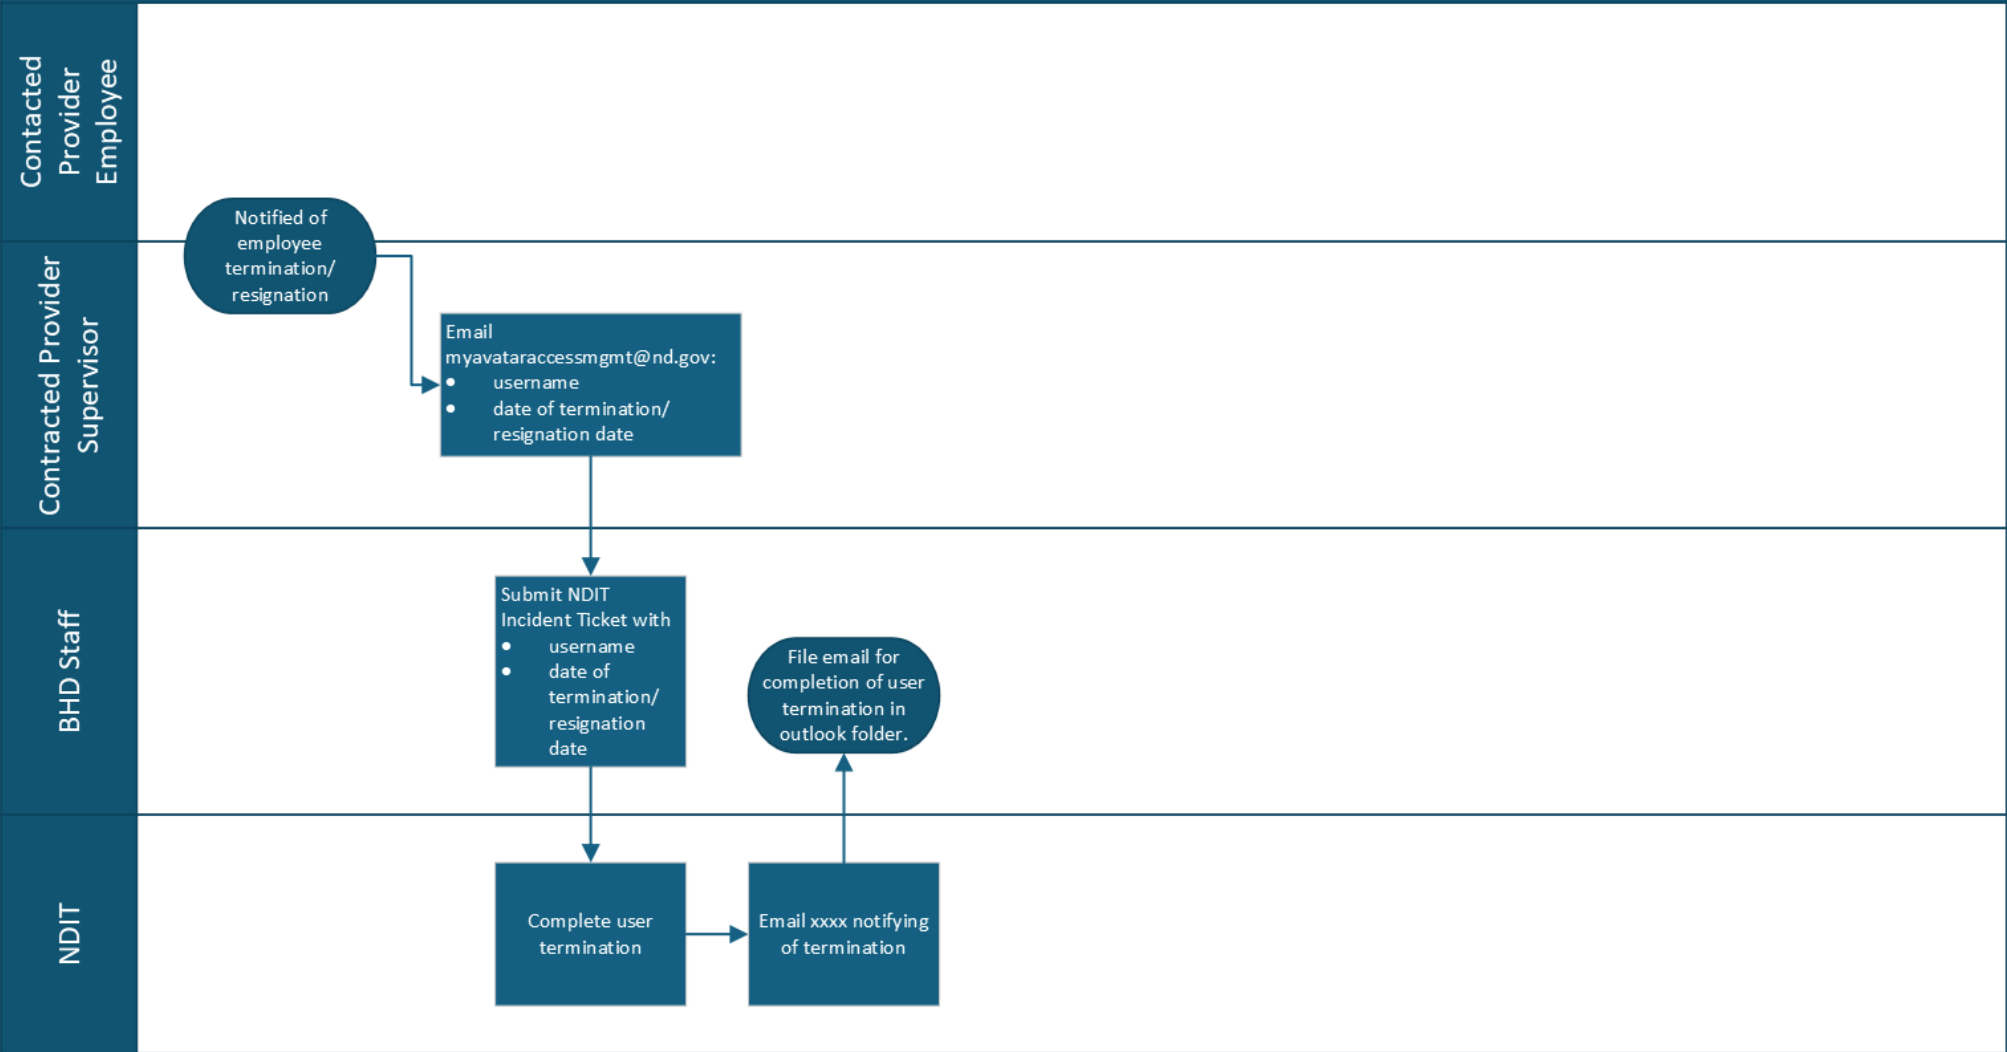 Contacted
Provider
Employee
Notified of
employee
termination/
resignation
Contracted Provider
Supervisor
Email
myavataraccessmgmt@nd.gov:
• username
• date of termination/
resignation date
BHD Staff
Submit NDIT
Incident Ticket with
• username
• date of
termination/
resignation
date
File email for
completion of user
termination in
outlook folder.
NDIT
Complete user
termination
Email xxxx notifying
of termination